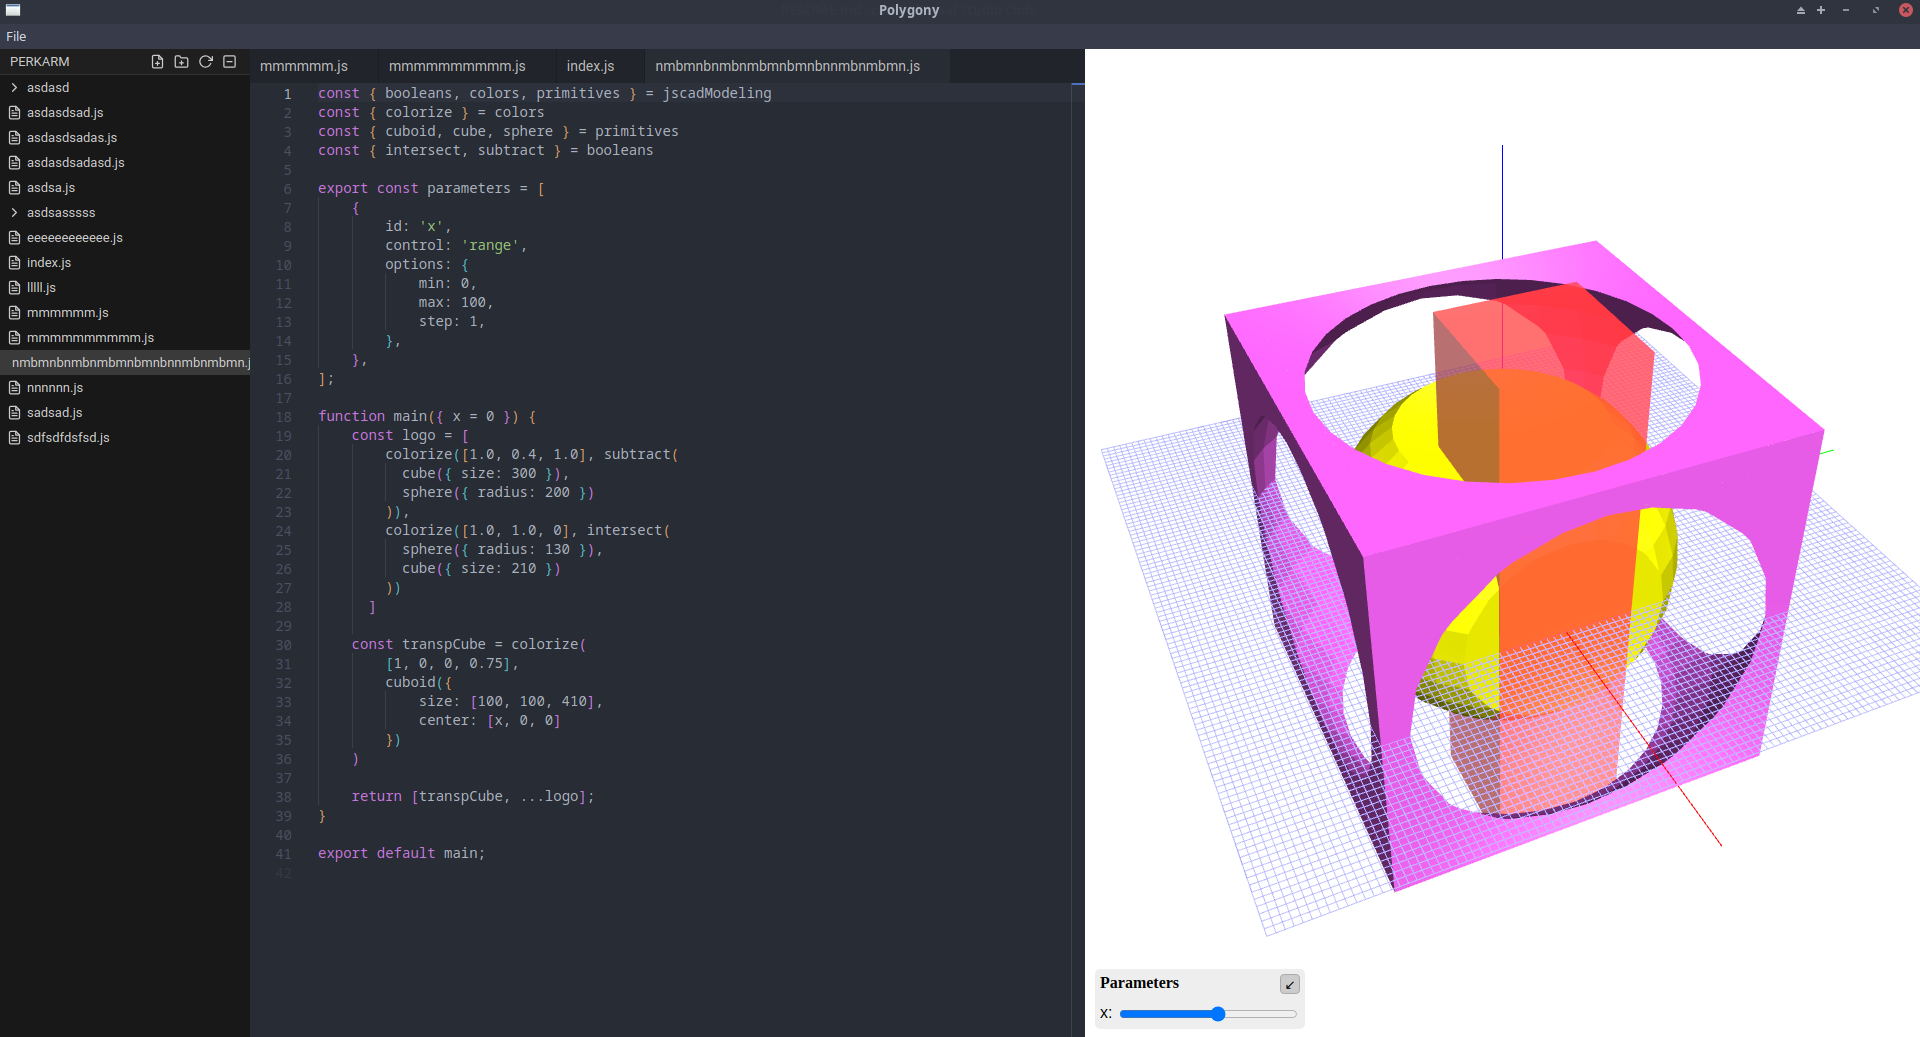 Polygony
File
PERKARM
asdasd
asdasdsad.js
asdasdsadas.js
asdasdsadasd.js
asdsa.js
asdsasssss
eeeeeeeeeeee.js
index.js
lllll.js
mmmmmm.js
mmmmmmmmmm.js
nmbmnbnmbnmbmnbmnbnnmbnmbmn.j
nnnnnn.js
sadsad.js
sdfsdfdsfsd.js
mmmmmm.js mmmmmmmmmm.js index.js nmbmnbnmbnmbmnbmnbnnmbnmbmn.js
1 const { booleans, colors, primitives } = jscadModeling
2 const { colorize } = colors
3 const { cuboid, cube, sphere } = primitives
4 const { intersect, subtract } = booleans
5
6 export const parameters = [
7 {
8 id: 'x',
9 control: 'range',
10 options: {
11 min: 0,
12 max: 100,
13 step: 1,
14 },
15 },
16 ];
17
18 function main({ x = 0 }) {
19 const logo = [
20 colorize([1.0, 0.4, 1.0], subtract(
21 cube({ size: 300 }),
22 sphere({ radius: 200 })
23 )),
24 colorize([1.0, 1.0, 0], intersect(
25 sphere({ radius: 130 }),
26 cube({ size: 210 })
27 ))
28 ]
29
30 const transpCube = colorize(
31 [1, 0, 0, 0.75],
32 cuboid({
33 size: [100, 100, 410],
34 center: [x, 0, 0]
35 })
36 )
37
38 return [transpCube, ...logo];
39 }
40
41 export default main;
42
Parameters
x: